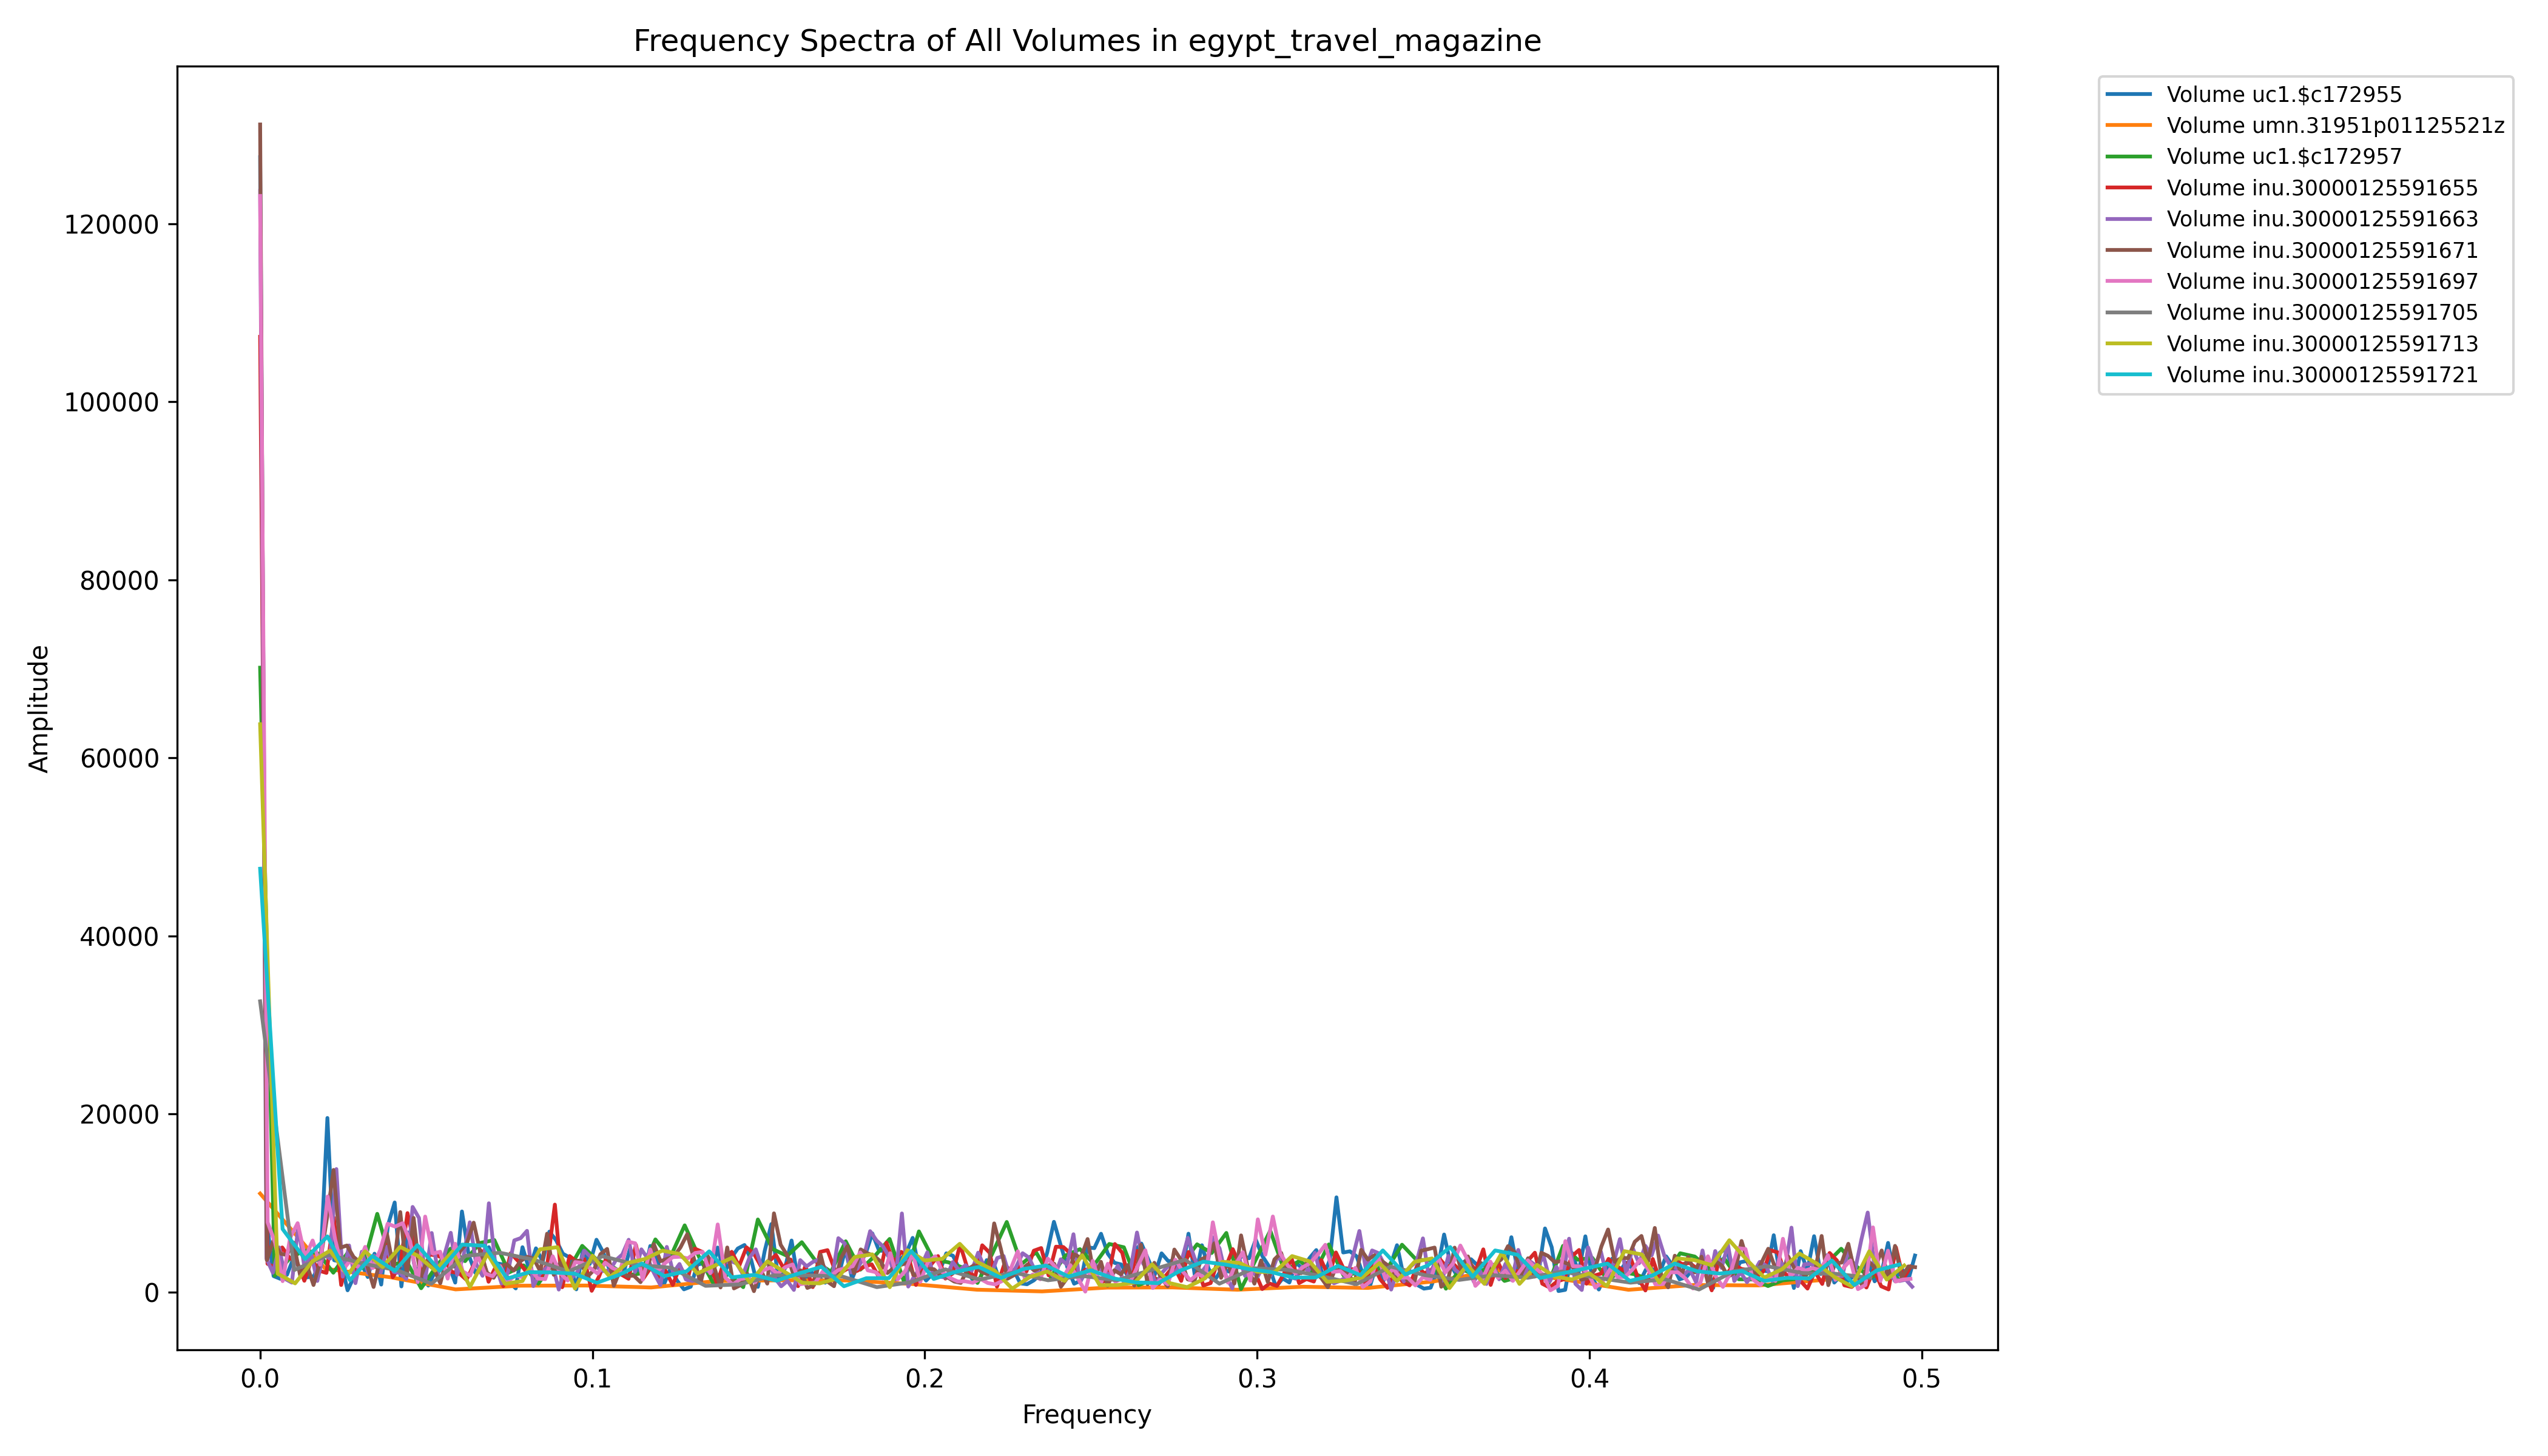 Frequency Spectra of All Volumes in egypt_travel_magazine
Volume uc1.$c172955
Volume umn.31951p01125521z
Volume uc1.$c172957
Volume inu.30000125591655
Volume inu.30000125591663
Volume inu.30000125591671
Volume inu.30000125591697
Volume inu.30000125591705
Volume inu.30000125591713
Volume inu.30000125591721
Amplitude
120000
100000
80000
60000
40000
20000
0
0.0 0.1 0.2 0.3 0.4 0.5
Frequency